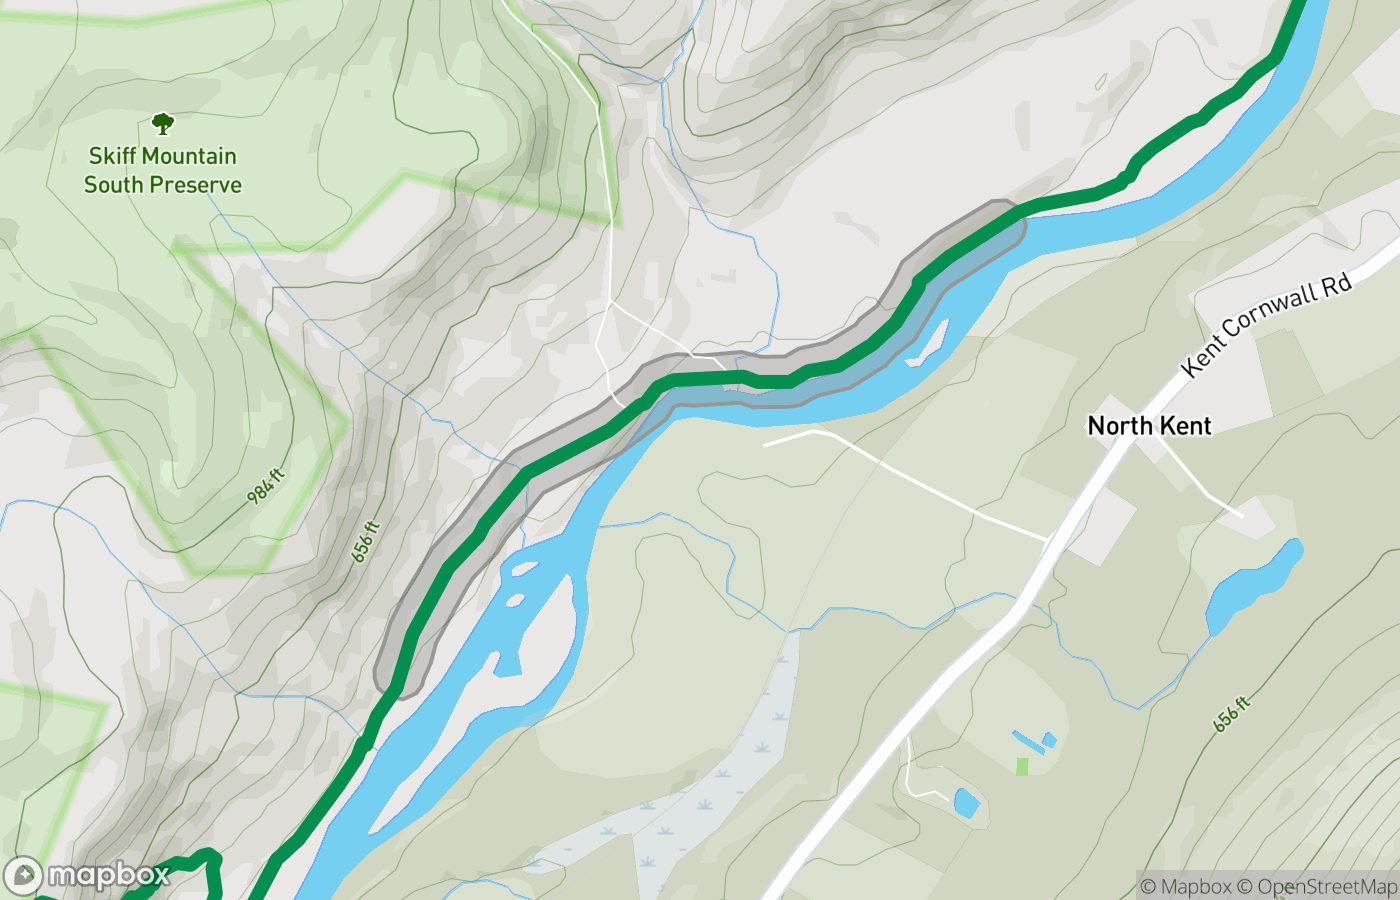 Skiff Mountain
South Preserve
Kent Cornwall Rd
North Kent
984 ft
656 ft
656 ft
mapbox
© Mapbox © OpenStreetMap